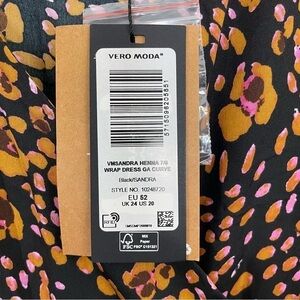 VERO MODA®
5715098205651
VMSANDRA HENNA 7/8
WRAP DRESS GA CURVE
Black/SANDRA
STYLE NO. 10248720
EU 52
UK 24 US 20
MIX
Paper
FSC